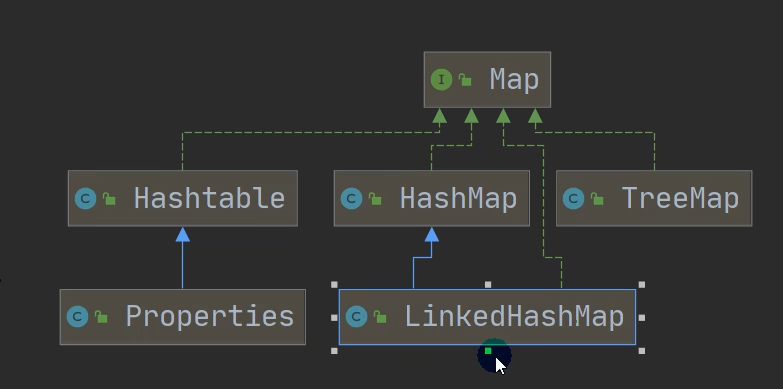 I Map
C Hashtable
C HashMap
C TreeMap
C Properties
C LinkedHashMap